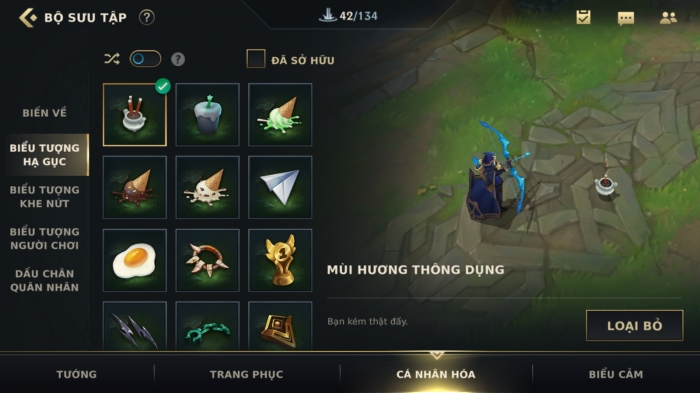 BỘ SƯU TẬP ?
42/134
? ĐÃ SỞ HỮU
BIẾN VỀ
BIỂU TƯỢNG
HẠ GỤC
BIỂU TƯỢNG
KHE NỨT
BIỂU TƯỢNG
NGƯỜI CHƠI
DẤU CHÂN
QUÂN NHÂN
MÙI HƯƠNG THÔNG DỤNG
Bạn kém thật đấy.
LOẠI BỎ
TƯỚNG
TRANG PHỤC
CÁ NHÂN HÓA
BIỂU CẢM